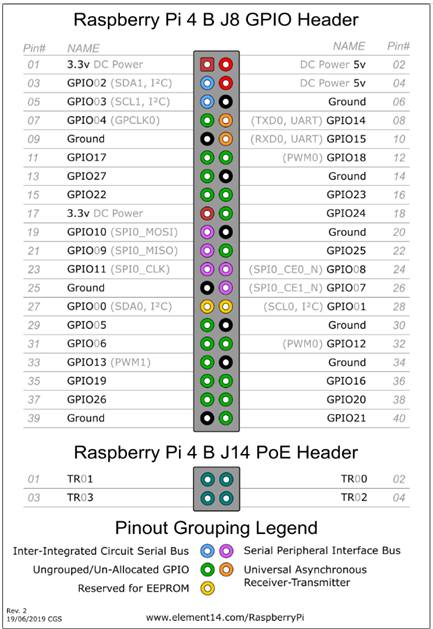 Raspberry Pi 4 B J8 GPIO Header
Pin# NAME NAME Pin#
01 3.3v DC Power DC Power 5v 02
03 GPIO02 (SDA1, I²C) DC Power 5v 04
05 GPIO03 (SCL1, I²C) Ground 06
07 GPIO04 (GPCLK0) (TXD0, UART) GPIO14 08
09 Ground (RXD0, UART) GPIO15 10
11 GPIO17 (PWM0) GPIO18 12
13 GPIO27 Ground 14
15 GPIO22 GPIO23 16
17 3.3v DC Power GPIO24 18
19 GPIO10 (SPI0_MOSI) Ground 20
21 GPIO09 (SPI0_MISO) GPIO25 22
23 GPIO11 (SPI0_CLK) (SPI0_CE0_N) GPIO08 24
25 Ground (SPI0_CE1_N) GPIO07 26
27 GPIO00 (SDA0, I²C) (SCL0, I²C) GPIO01 28
29 GPIO05 Ground 30
31 GPIO06 (PWM0) GPIO12 32
33 GPIO13 (PWM1) Ground 34
35 GPIO19 GPIO16 36
37 GPIO26 GPIO20 38
39 Ground GPIO21 40
Raspberry Pi 4 B J14 PoE Header
01 TR01 TR00 02
03 TR03 TR02 04
Pinout Grouping Legend
Inter-Integrated Circuit Serial Bus Serial Peripheral Interface Bus
Ungrouped/Un-Allocated GPIO Universal Asynchronous
Receiver-Transmitter
Reserved for EEPROM
Rev. 2
19/06/2019 CGS www.element14.com/RaspberryPi